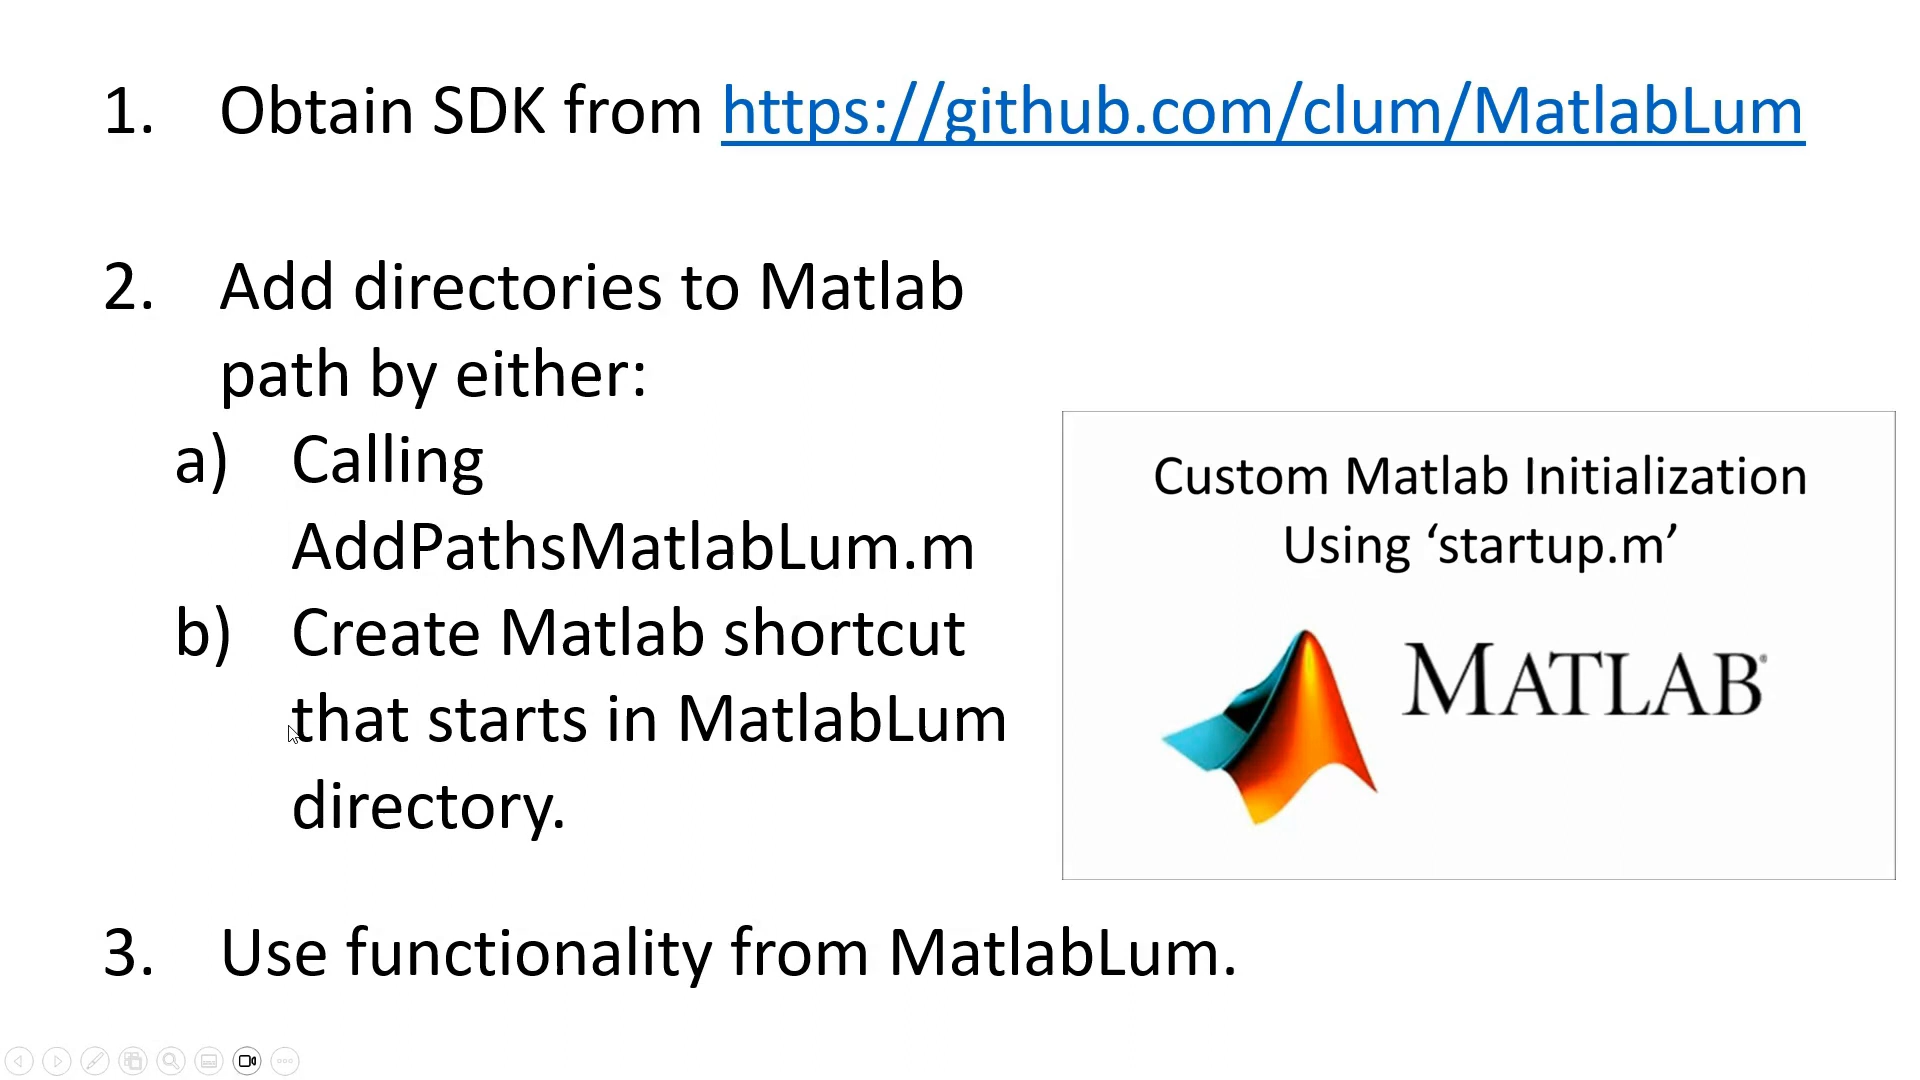 1. Obtain SDK from https://github.com/clum/MatlabLum
2. Add directories to Matlab
path by either:
a) Calling
AddPathsMatlabLum.m
b) Create Matlab shortcut
that starts in MatlabLum
directory.
Custom Matlab Initialization
Using ‘startup.m’
MATLAB®
3. Use functionality from MatlabLum.